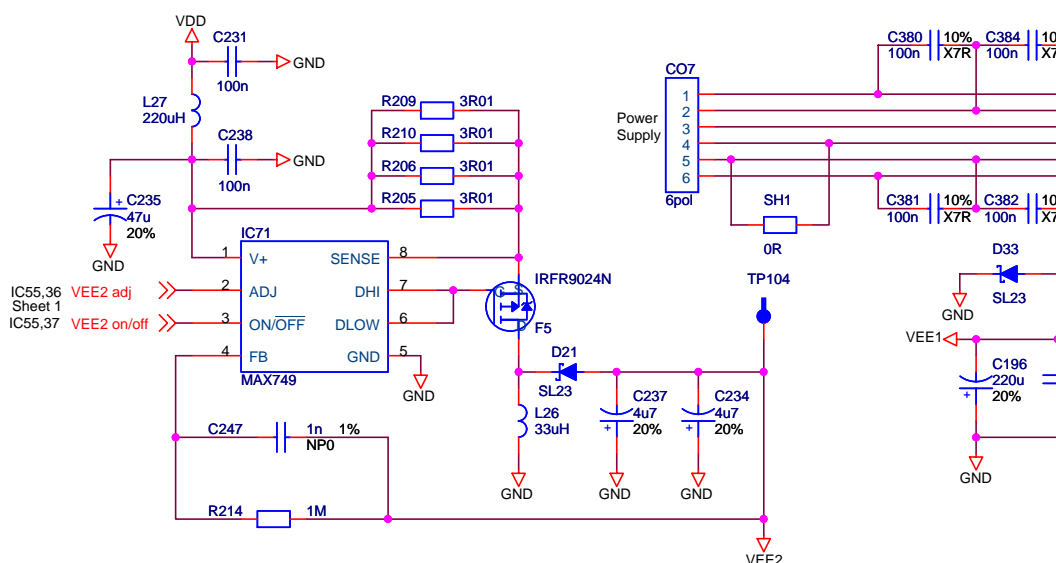 VDD
C231
GND
100n
L27
220uH
C238
GND
100n
C235
+
47u
20%
GND
R209 3R01
R210 3R01
R206 3R01
R205 3R01
IC71
1 V+ SENSE 8
2 ADJ DHI 7
3 ON/OFF DLOW 6
4 FB GND 5
MAX749
GND
IC55,36 VEE2 adj
Sheet 1
IC55,37 VEE2 on/off
IRFR9024N
G S
D
F5
D21
SL23
L26
33uH
GND
C237
4u7
20%
+
GND
C234
4u7
20%
+
GND
C247 1n 1%
NP0
R214 1M
TP104
VEE2
CO7
Power
Supply
1
2
3
4
5
6
6pol
SH1
0R
C380 10% C384 10
100n X7R 100n X7
C381 10% C382 10
100n X7R 100n X7
D33
SL23
GND
VEE1
C196
220u
20%
+
GND